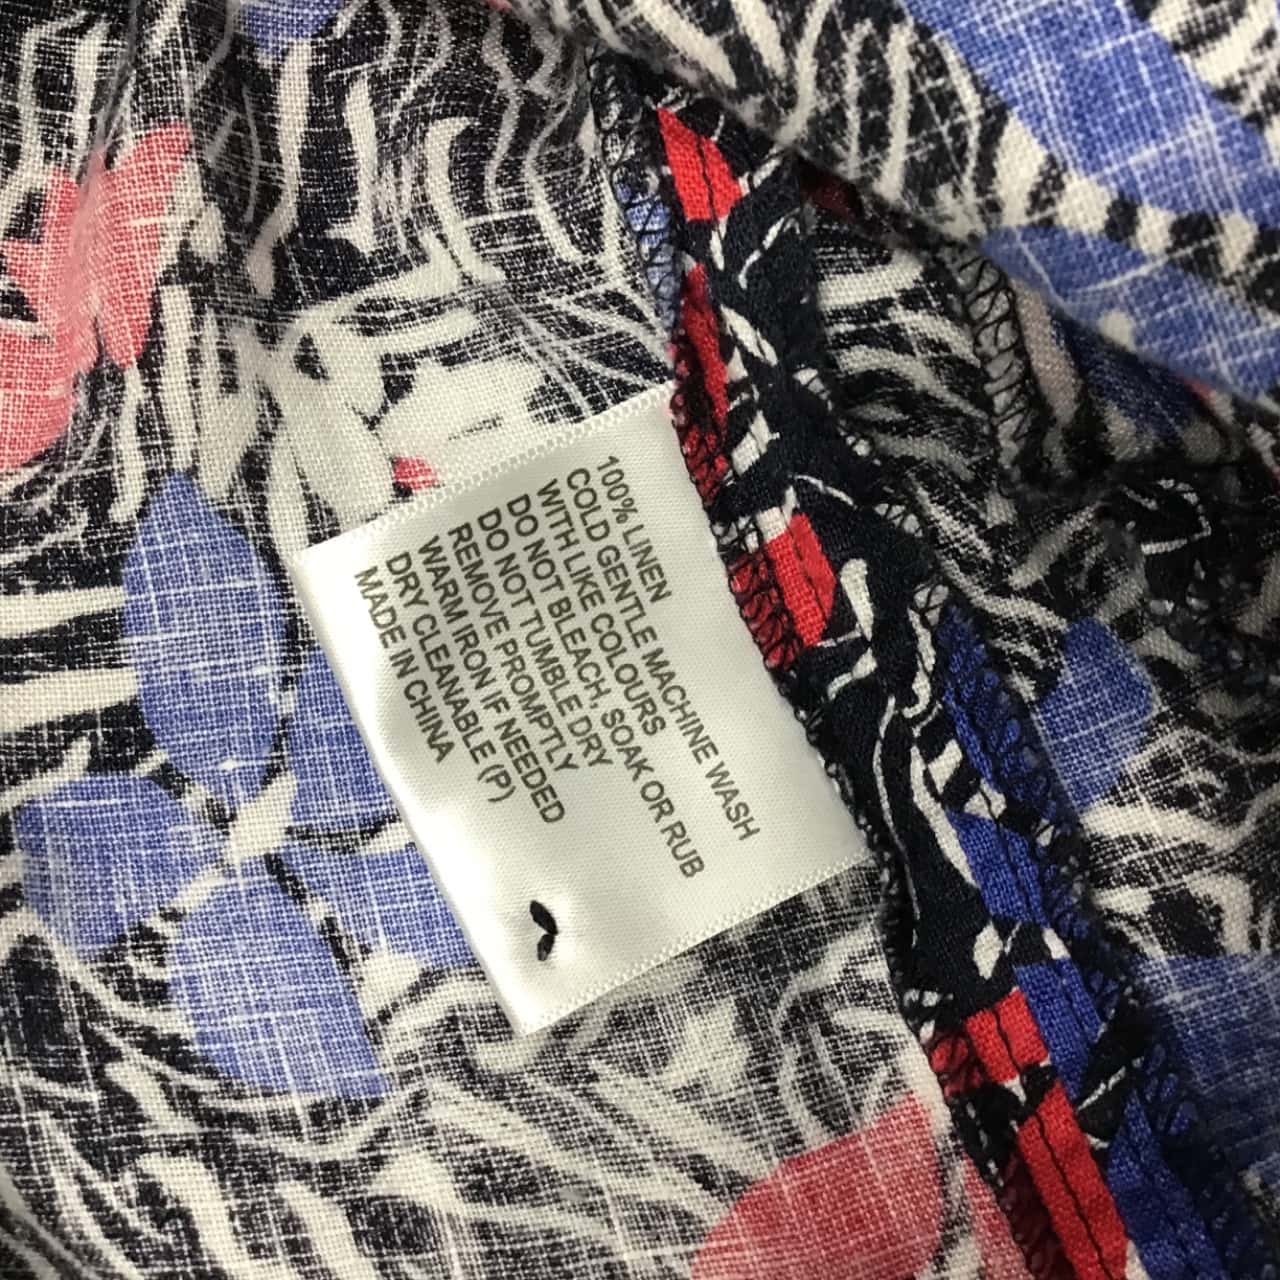 100% LINEN
COLD GENTLE MACHINE WASH
WITH LIKE COLOURS
DO NOT BLEACH, SOAK OR RUB
DO NOT TUMBLE DRY
REMOVE PROMPTLY
WARM IRON IF NEEDED
DRY CLEANABLE (P)
MADE IN CHINA